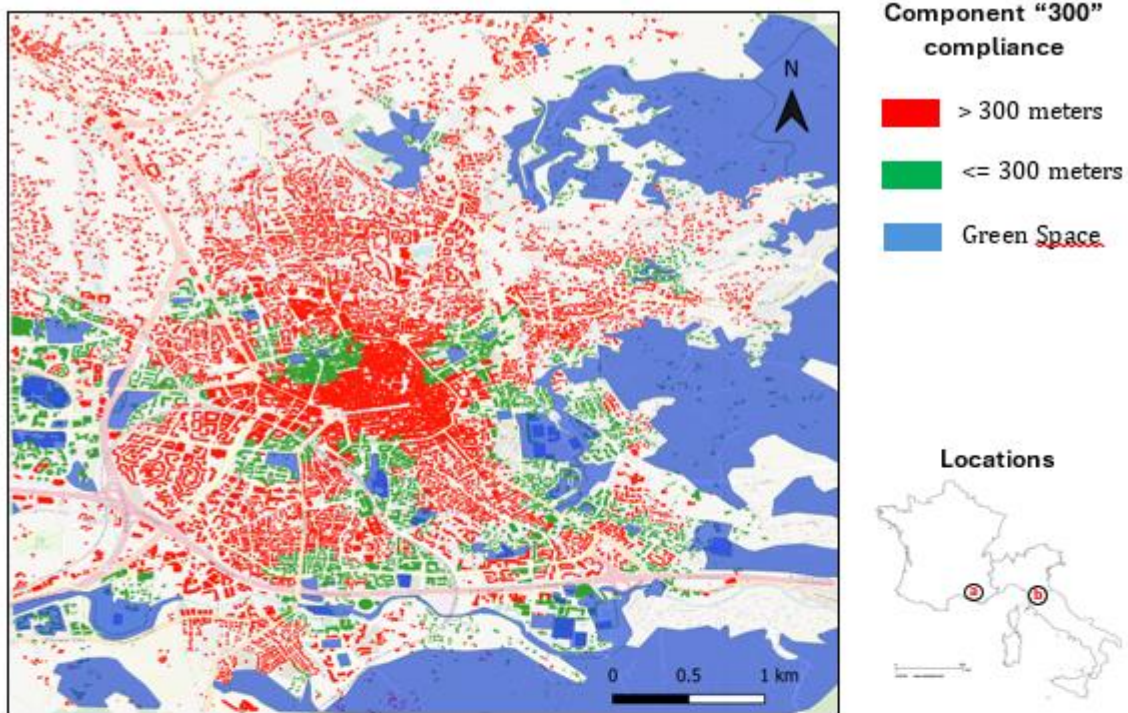 Component “300”
compliance
N
> 300 meters
<= 300 meters
Green Space
Locations
a
b
0 0.5 1 km